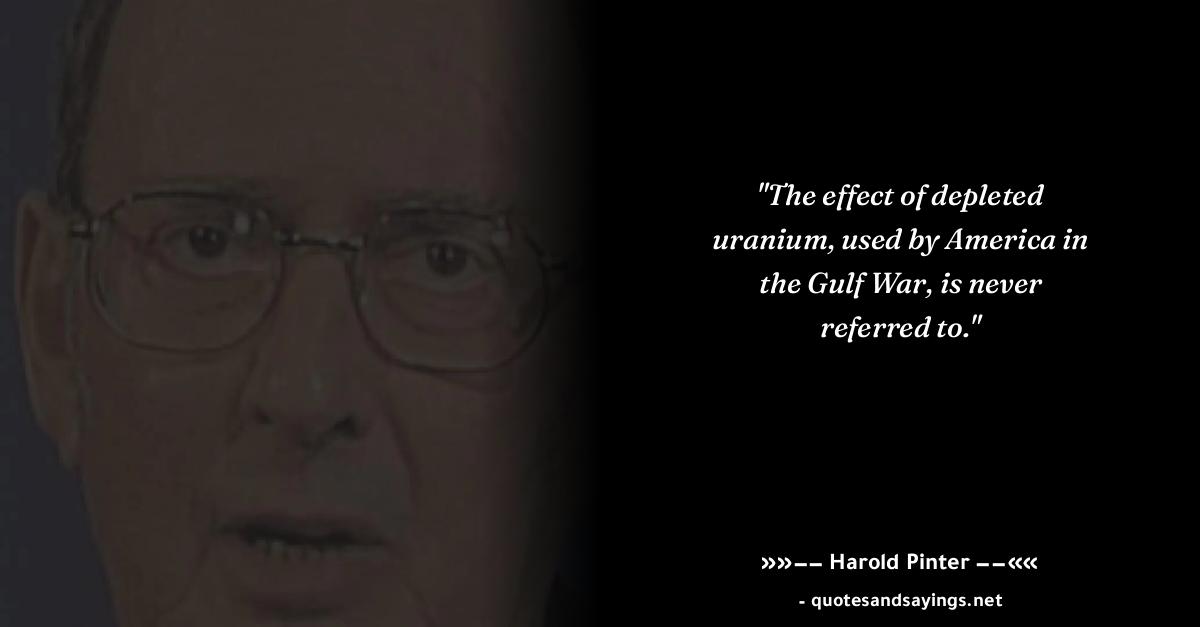 "The effect of depleted
uranium, used by America in
the Gulf War, is never
referred to."
»»−− Harold Pinter −−««
- quotesandsayings.net